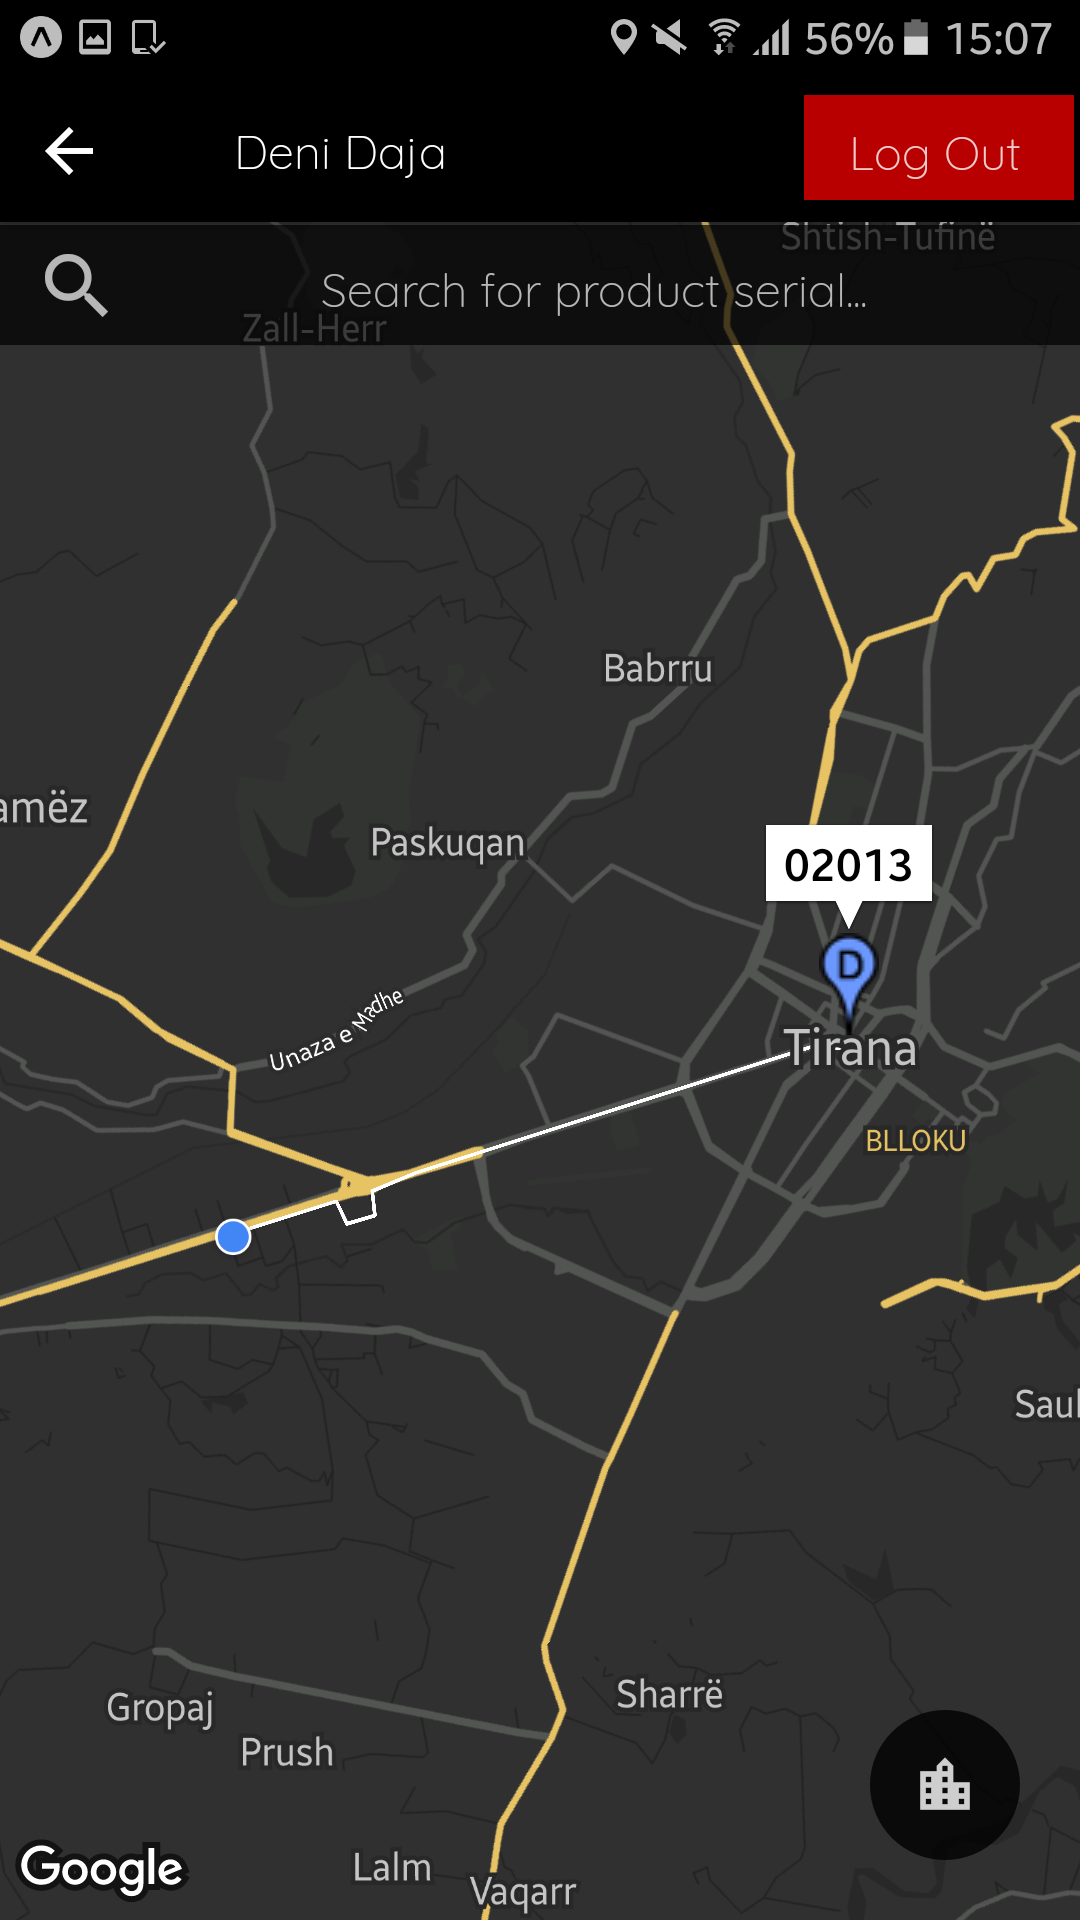 56% 15:07
Deni Daja
Log Out
Shtish-Tufinë
Search for product serial...
Zall-Herr
Babrru
amëz
Paskuqan
02013
D
Unaza e Madhe
Tirana
BLLOKU
Saul
Sharrë
Gropaj
Prush
Google
Lalm
Vaqarr